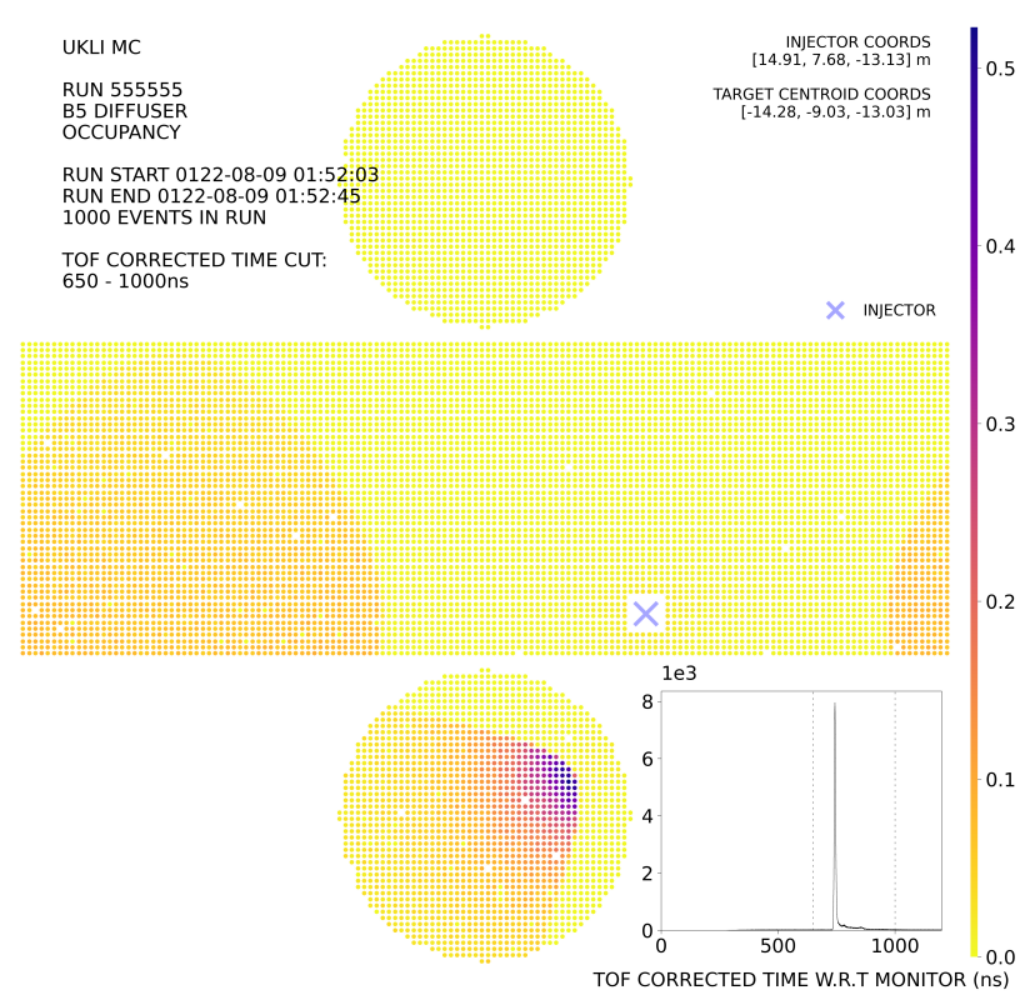 UKLI MC
RUN 555555
B5 DIFFUSER
OCCUPANCY
RUN START 0122-08-09 01:52:03
RUN END 0122-08-09 01:52:45
1000 EVENTS IN RUN
TOF CORRECTED TIME CUT:
650 - 1000ns
INJECTOR COORDS
[14.91, 7.68, -13.13] m
TARGET CENTROID COORDS
[-14.28, -9.03, -13.03] m
INJECTOR
0.5
0.4
0.3
0.2
0.1
0.0
1e3
8
6
4
2
0
0 500 1000
TOF CORRECTED TIME W.R.T MONITOR (ns)